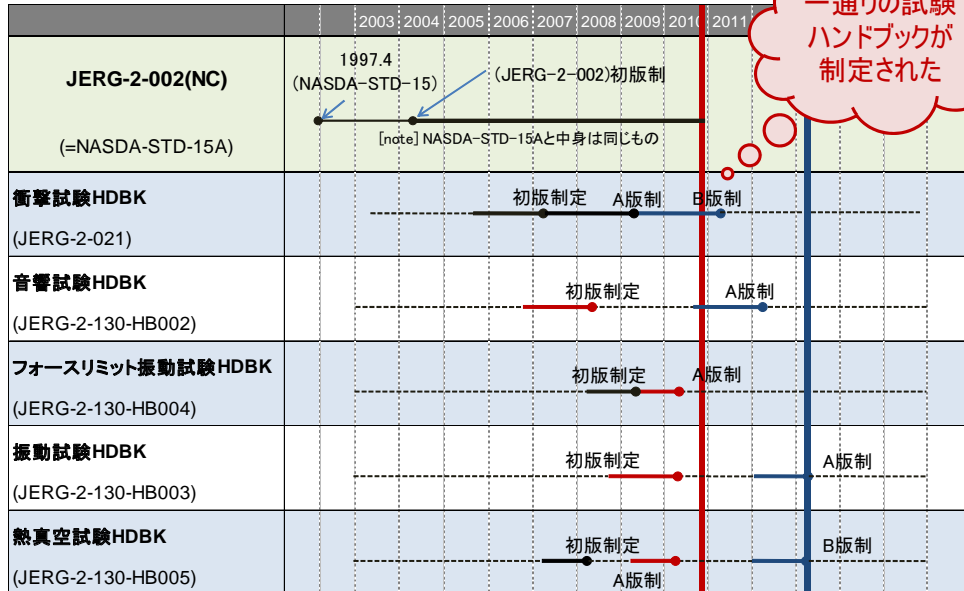 2003 2004 2005 2006 2007 2008 2009 2010 2011
一通りの試験
ハンドブックが
制定された
JERG-2-002(NC)
(=NASDA-STD-15A)
1997.4
(NASDA-STD-15)
(JERG-2-002)初版制
[note] NASDA-STD-15Aと中身は同じもの
衝撃試験HDBK
(JERG-2-021)
初版制定 A版制 B版制
音響試験HDBK
(JERG-2-130-HB002)
初版制定 A版制
フォースリミット振動試験HDBK
(JERG-2-130-HB004)
初版制定 A版制
振動試験HDBK
(JERG-2-130-HB003)
初版制定 A版制
熱真空試験HDBK
(JERG-2-130-HB005)
初版制定 B版制
A版制